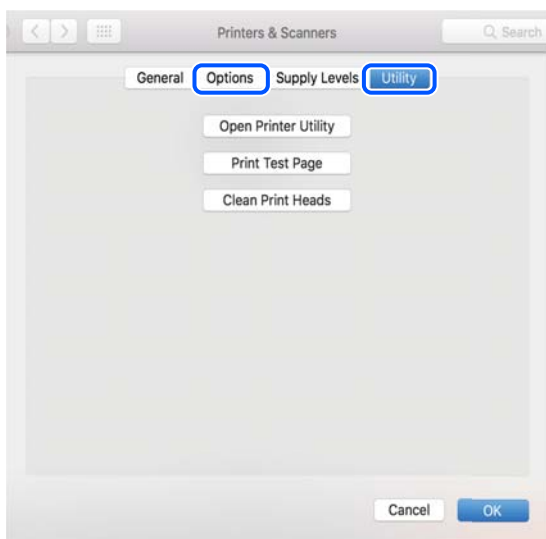 Printers & Scanners Search
General Options Supply Levels Utility
Open Printer Utility
Print Test Page
Clean Print Heads
Cancel OK